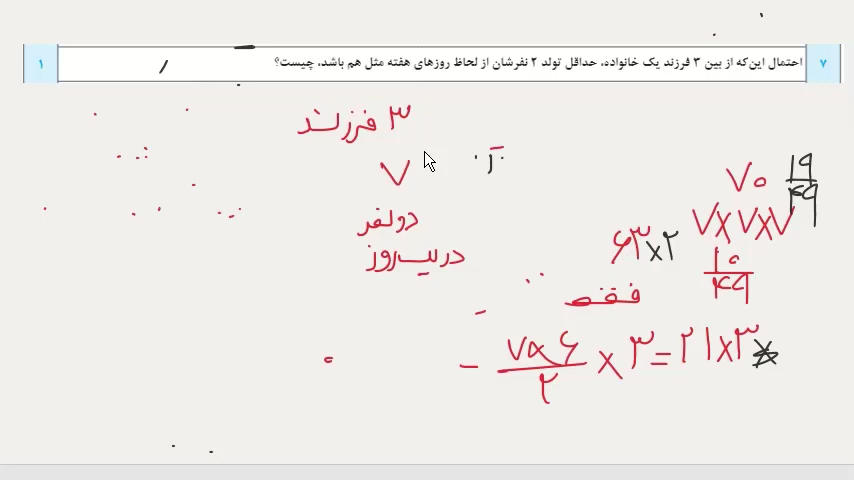 ۷ احتمال این‌که از بین ۳ فرزند یک خانواده، حداقل تولد ۲ نفرشان از لحاظ روزهای هفته مثل هم باشد، چیست؟ ۱
۳ فرزند
۷
دو نفر
در یک روز
۷۰
۱۹/۴۹
۷×۷×۷
۶۳×۲
۱۰/۴۹
فقط
۷×۶/۲ × ۳ = ۲۱×۳